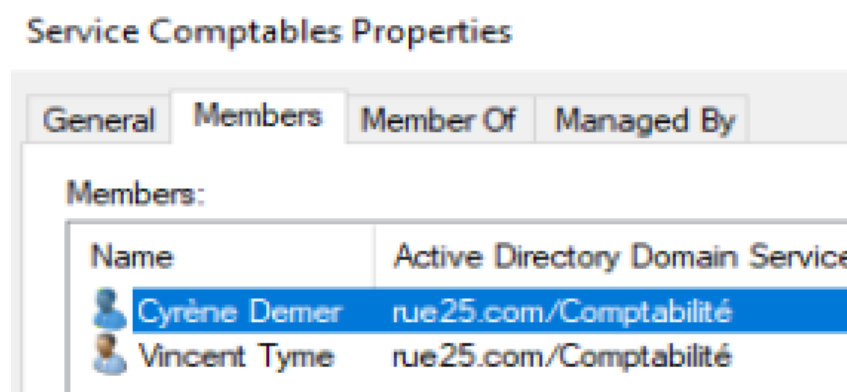 Service Comptables Properties
General Members Member Of Managed By
Members:
Name Active Directory Domain Service
Cyrène Demer rue25.com/Comptabilité
Vincent Tyme rue25.com/Comptabilité